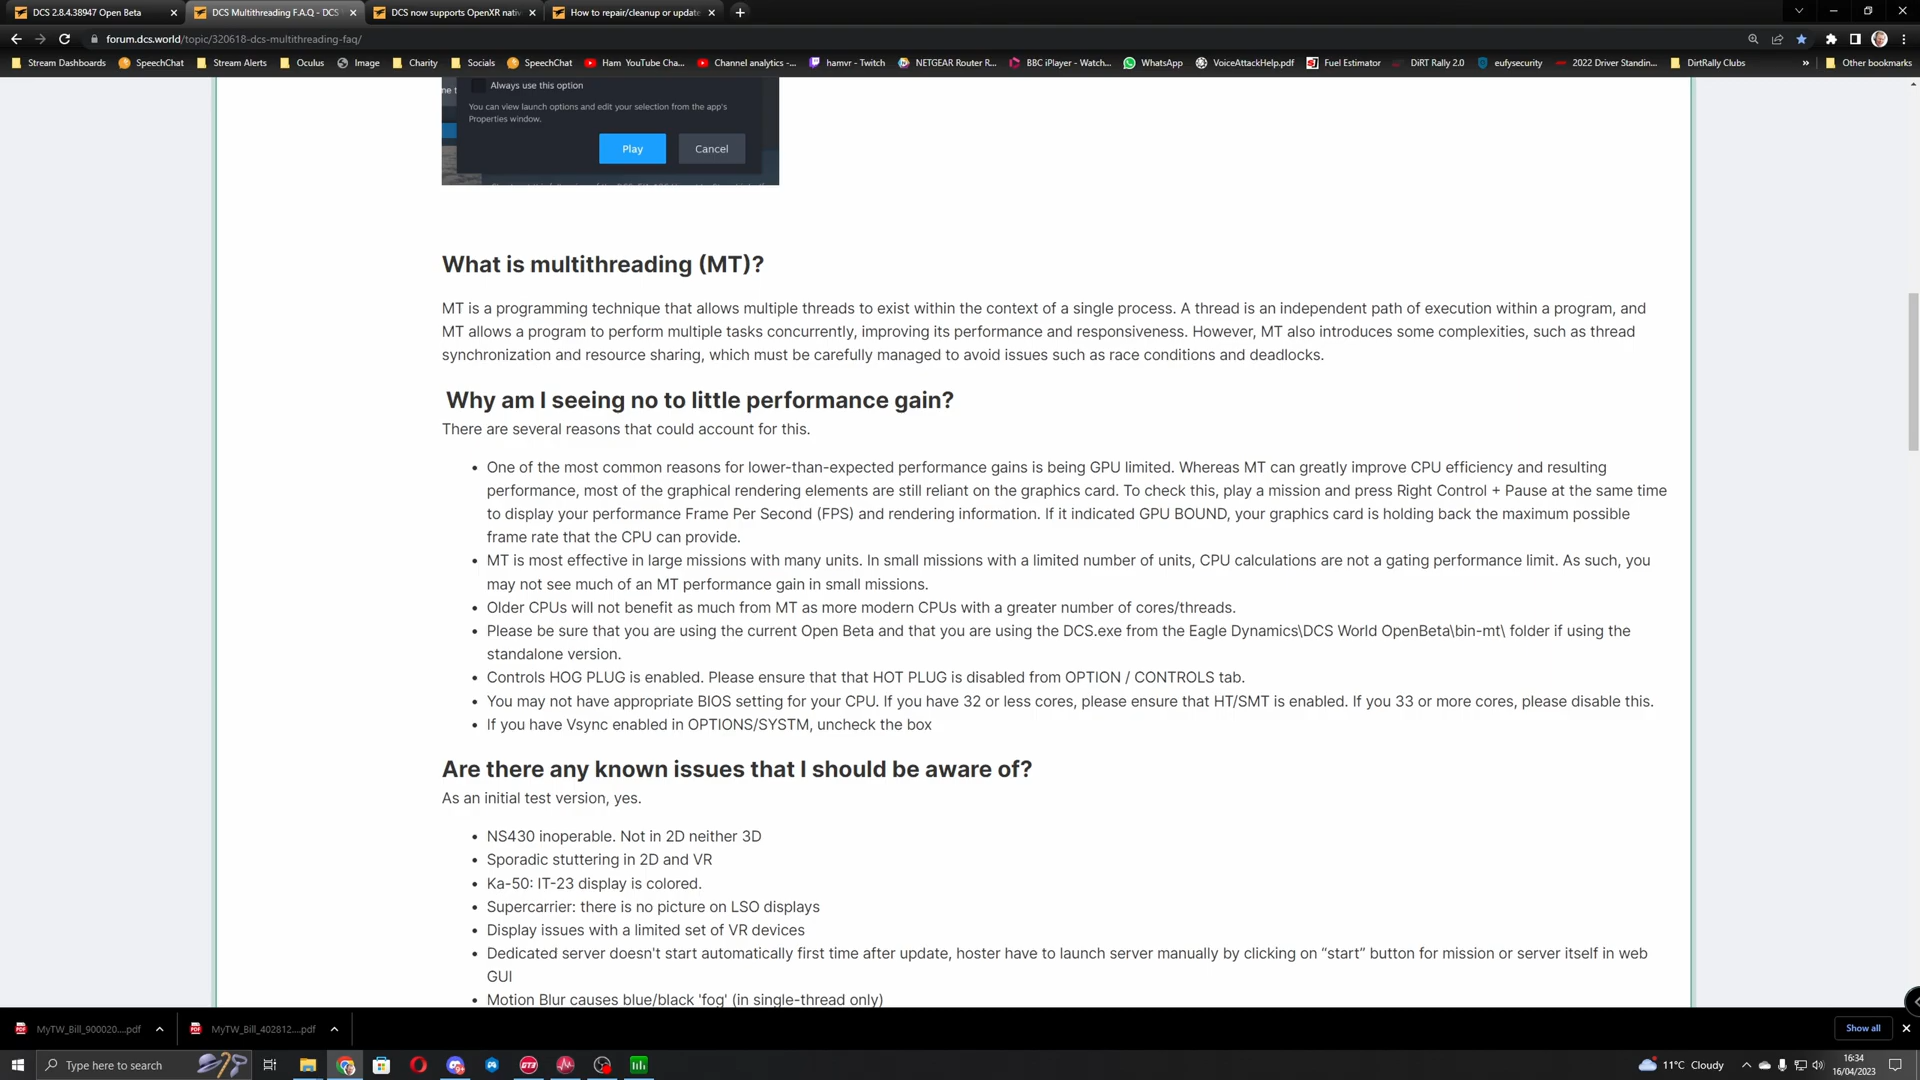 DCS 2.8.4.38947 Open Beta
DCS Multithreading F.A.Q - DCS
DCS now supports OpenXR nati
How to repair/cleanup or update
forum.dcs.world/topic/320618-dcs-multithreading-faq/
Stream Dashboards
SpeechChat
Stream Alerts
Oculus
Image
Charity
Socials
SpeechChat
Ham YouTube Cha...
Channel analytics -...
hamvr - Twitch
NETGEAR Router R...
BBC iPlayer - Watch...
WhatsApp
VoiceAttackHelp.pdf
Fuel Estimator
DiRT Rally 2.0
eufysecurity
2022 Driver Standin...
DirtRally Clubs
Other bookmarks
Always use this option
You can view launch options and edit your selection from the app's
Properties window.
Play
Cancel
What is multithreading (MT)?
MT is a programming technique that allows multiple threads to exist within the context of a single process. A thread is an independent path of execution within a program, and
MT allows a program to perform multiple tasks concurrently, improving its performance and responsiveness. However, MT also introduces some complexities, such as thread
synchronization and resource sharing, which must be carefully managed to avoid issues such as race conditions and deadlocks.
Why am I seeing no to little performance gain?
There are several reasons that could account for this.
• One of the most common reasons for lower-than-expected performance gains is being GPU limited. Whereas MT can greatly improve CPU efficiency and resulting
performance, most of the graphical rendering elements are still reliant on the graphics card. To check this, play a mission and press Right Control + Pause at the same time
to display your performance Frame Per Second (FPS) and rendering information. If it indicated GPU BOUND, your graphics card is holding back the maximum possible
frame rate that the CPU can provide.
• MT is most effective in large missions with many units. In small missions with a limited number of units, CPU calculations are not a gating performance limit. As such, you
may not see much of an MT performance gain in small missions.
• Older CPUs will not benefit as much from MT as more modern CPUs with a greater number of cores/threads.
• Please be sure that you are using the current Open Beta and that you are using the DCS.exe from the Eagle Dynamics\DCS World OpenBeta\bin-mt\ folder if using the
standalone version.
• Controls HOG PLUG is enabled. Please ensure that that HOT PLUG is disabled from OPTION / CONTROLS tab.
• You may not have appropriate BIOS setting for your CPU. If you have 32 or less cores, please ensure that HT/SMT is enabled. If you 33 or more cores, please disable this.
• If you have Vsync enabled in OPTIONS/SYSTM, uncheck the box
Are there any known issues that I should be aware of?
As an initial test version, yes.
• NS430 inoperable. Not in 2D neither 3D
• Sporadic stuttering in 2D and VR
• Ka-50: IT-23 display is colored.
• Supercarrier: there is no picture on LSO displays
• Display issues with a limited set of VR devices
• Dedicated server doesn't start automatically first time after update, hoster have to launch server manually by clicking on “start” button for mission or server itself in web
GUI
• Motion Blur causes blue/black 'fog' (in single-thread only)
MyTW_Bill_900020....pdf
MyTW_Bill_402812....pdf
Show all
Type here to search
11°C Cloudy
16:34
16/04/2023